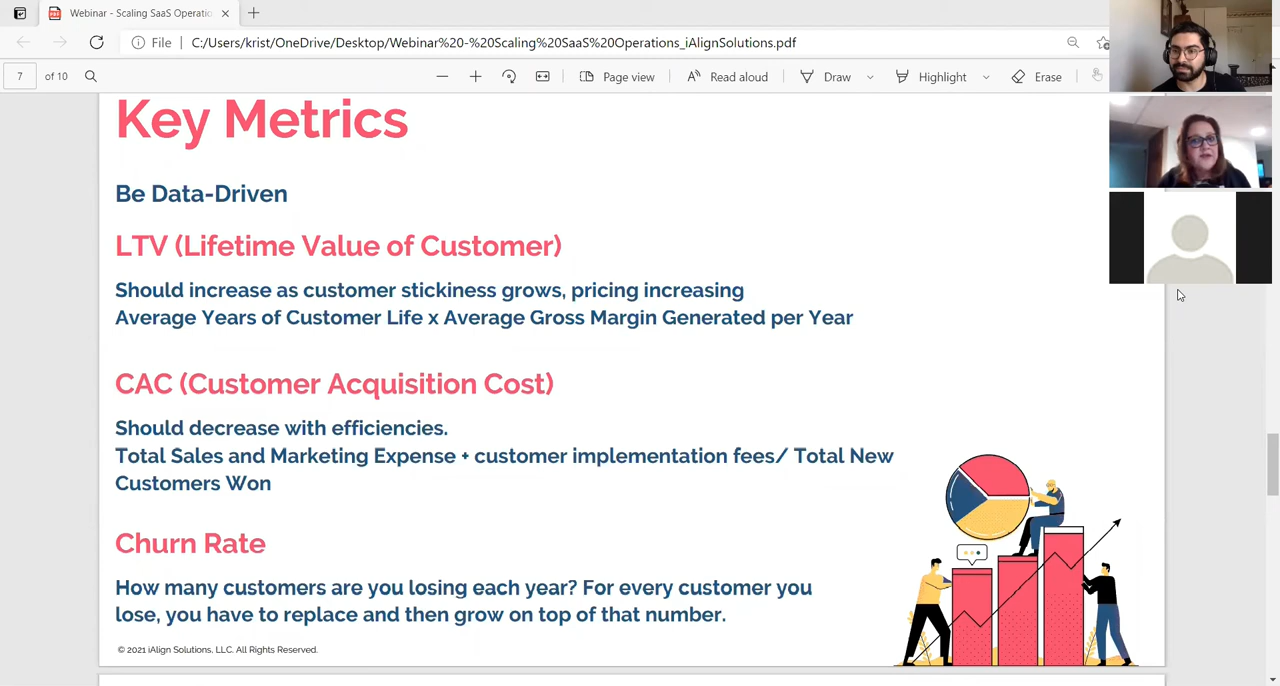 Webinar - Scaling SaaS Operatio
File C:/Users/krist/OneDrive/Desktop/Webinar%20-%20Scaling%20SaaS%20Operations_iAlignSolutions.pdf
7 of 10 Page view Read aloud Draw Highlight Erase
Key Metrics
Be Data-Driven
LTV (Lifetime Value of Customer)
Should increase as customer stickiness grows, pricing increasing
Average Years of Customer Life x Average Gross Margin Generated per Year
CAC (Customer Acquisition Cost)
Should decrease with efficiencies.
Total Sales and Marketing Expense + customer implementation fees/ Total New
Customers Won
Churn Rate
How many customers are you losing each year? For every customer you
lose, you have to replace and then grow on top of that number.
© 2021 iAlign Solutions, LLC. All Rights Reserved.